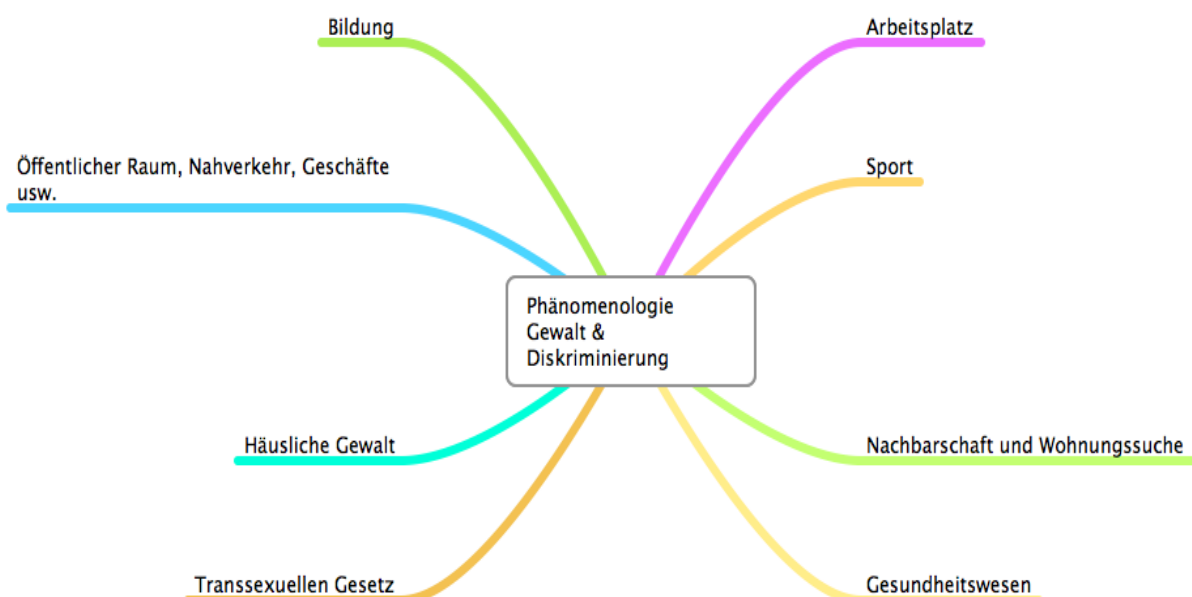 Bildung
Arbeitsplatz
Öffentlicher Raum, Nahverkehr, Geschäfte
usw.
Sport
Phänomenologie
Gewalt &
Diskriminierung
Häusliche Gewalt
Nachbarschaft und Wohnungssuche
Transsexuellen Gesetz
Gesundheitswesen